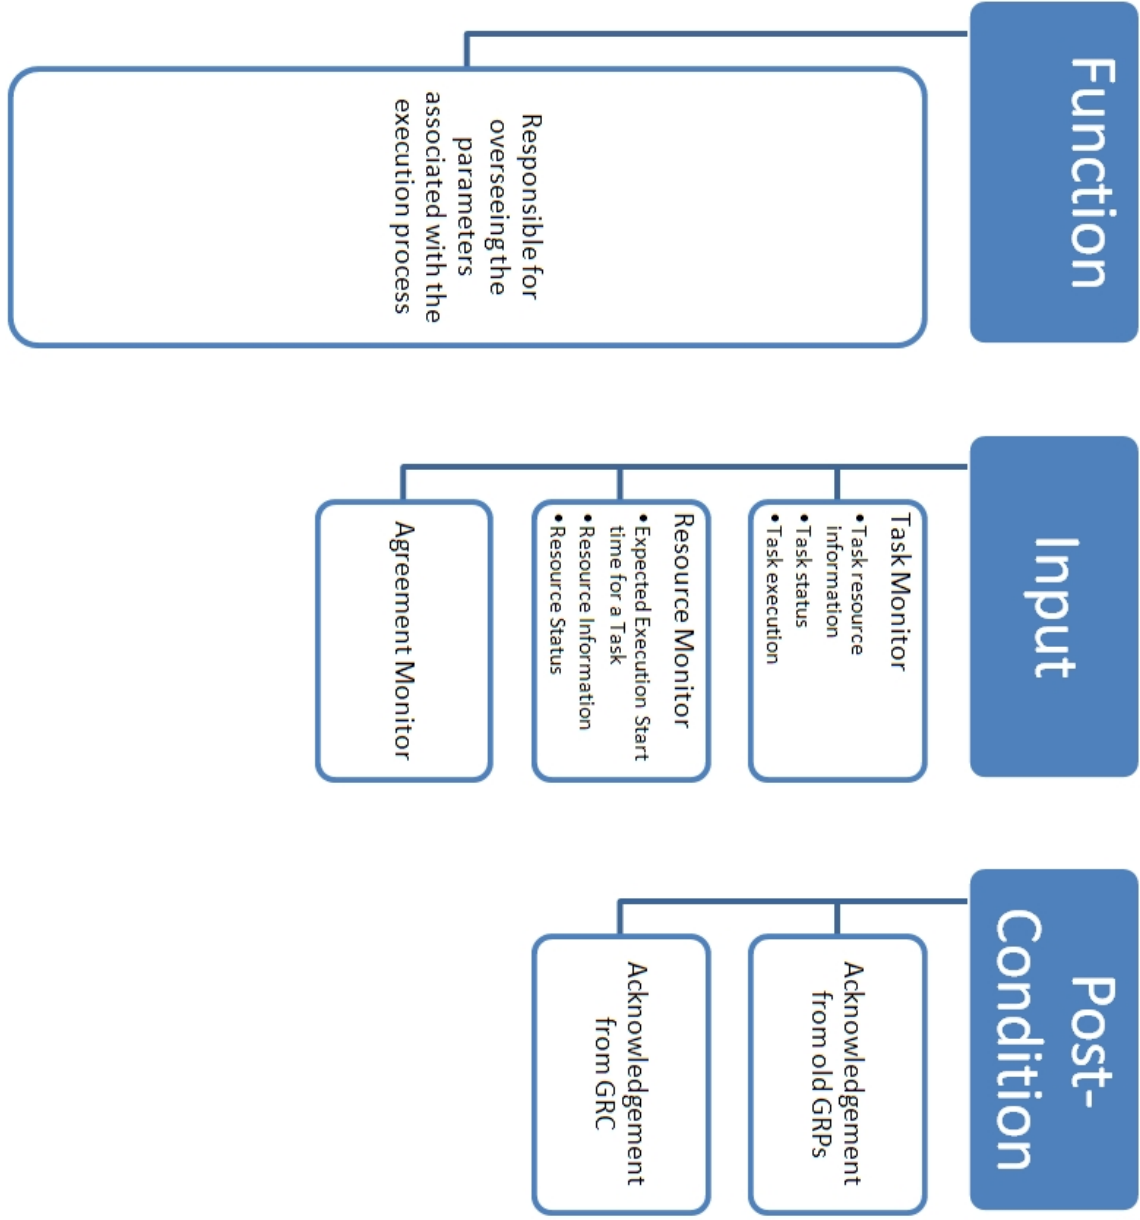 Function
Responsible for
overseeing the
parameters
associated with the
execution process
Input
Task Monitor
• Task resource
information
• Task status
• Task execution
Resource Monitor
• Expected Execution Start
time for a Task
• Resource Information
• Resource Status
Agreement Monitor
Post-
Condition
Acknowledgement
from old GRPs
Acknowledgement
from GRC